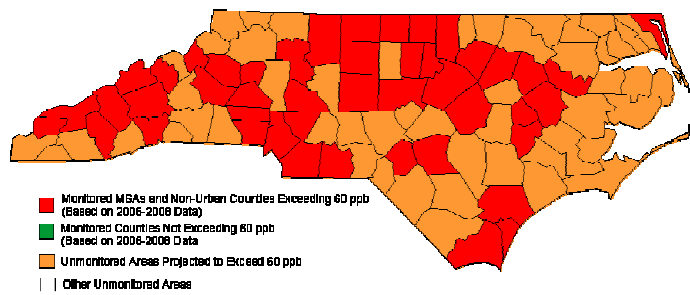 Monitored MSAs and Non-Urban Counties Exceeding 60 ppb
(Based on 2006-2008 Data)
Monitored Counties Not Exceeding 60 ppb
(Based on 2006-2008 Data
Unmonitored Areas Projected to Exceed 60 ppb
Other Unmonitored Areas